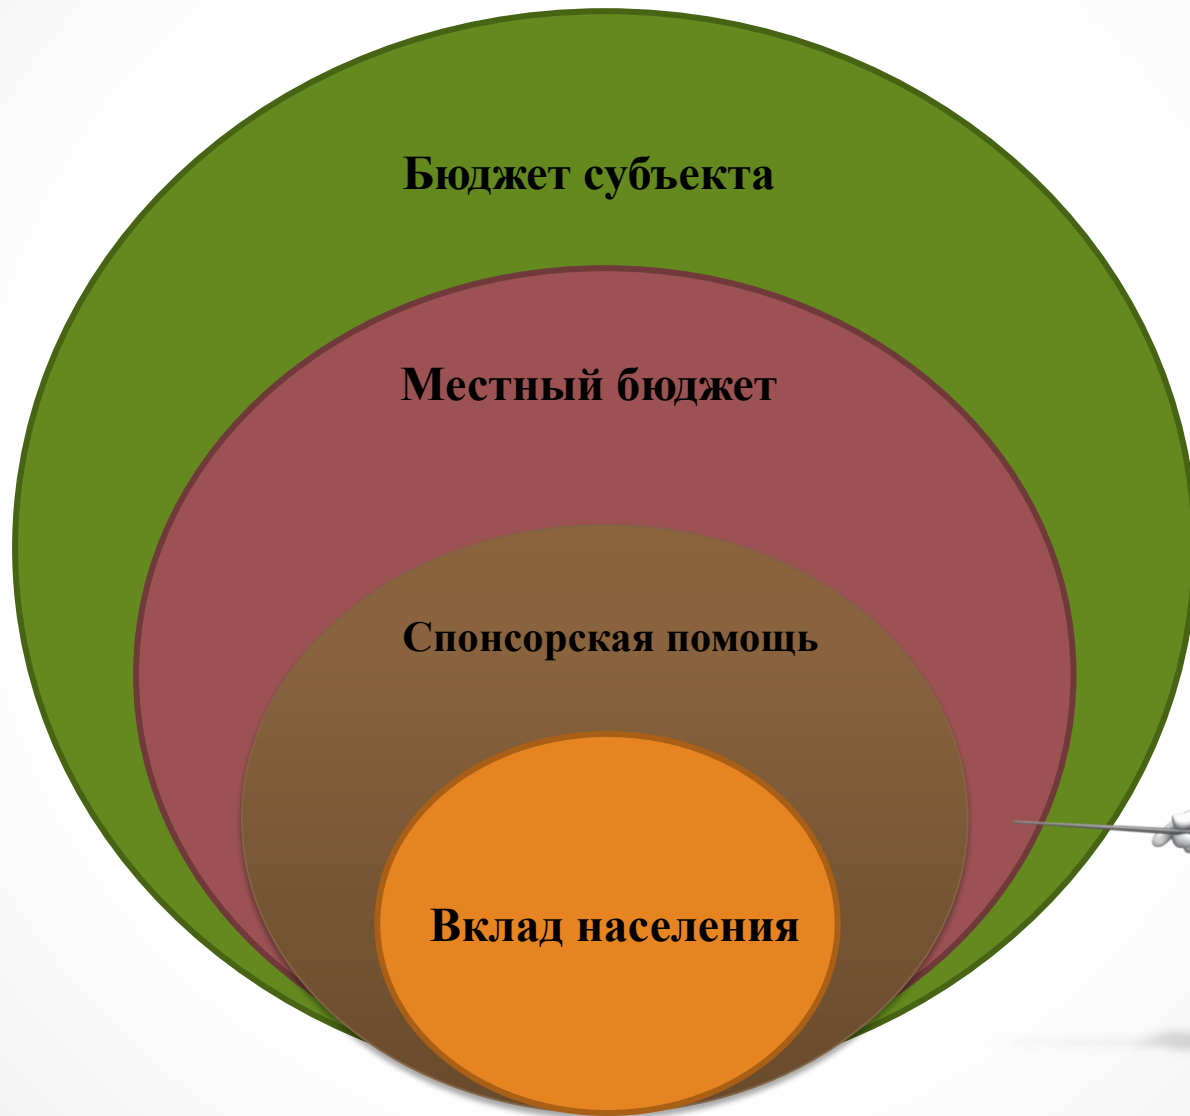 Бюджет субъекта
Местный бюджет
Спонсорская помощь
Вклад населения